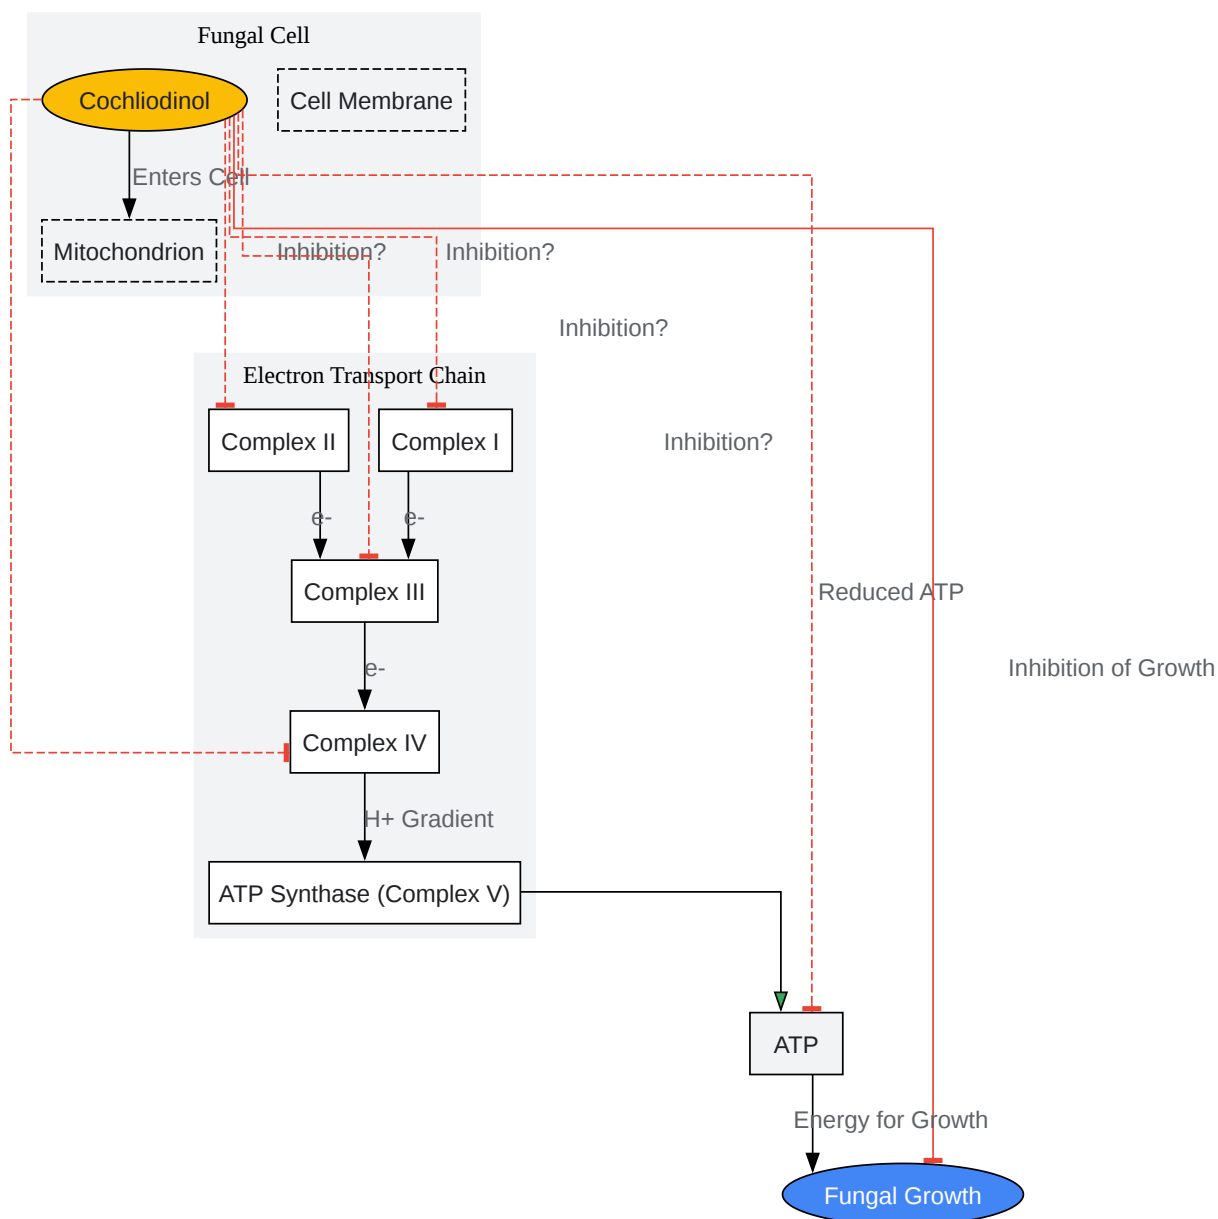 Fungal Cell
Cochliodinol
Cell Membrane
Enters Cell
Mitochondrion
Inhibition?
Inhibition?
Inhibition?
Electron Transport Chain
Complex II
Complex I
Inhibition?
e-
e-
Complex III
Reduced ATP
e-
Inhibition of Growth
Complex IV
H+ Gradient
ATP Synthase (Complex V)
ATP
Energy for Growth
Fungal Growth